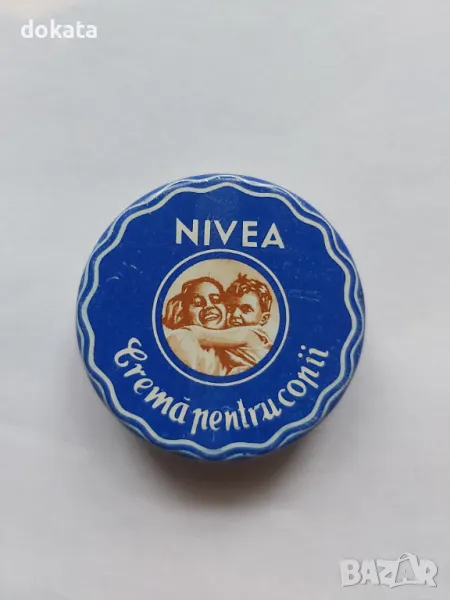 dokata
NIVEA
Cremă pentru copii
BAZAR